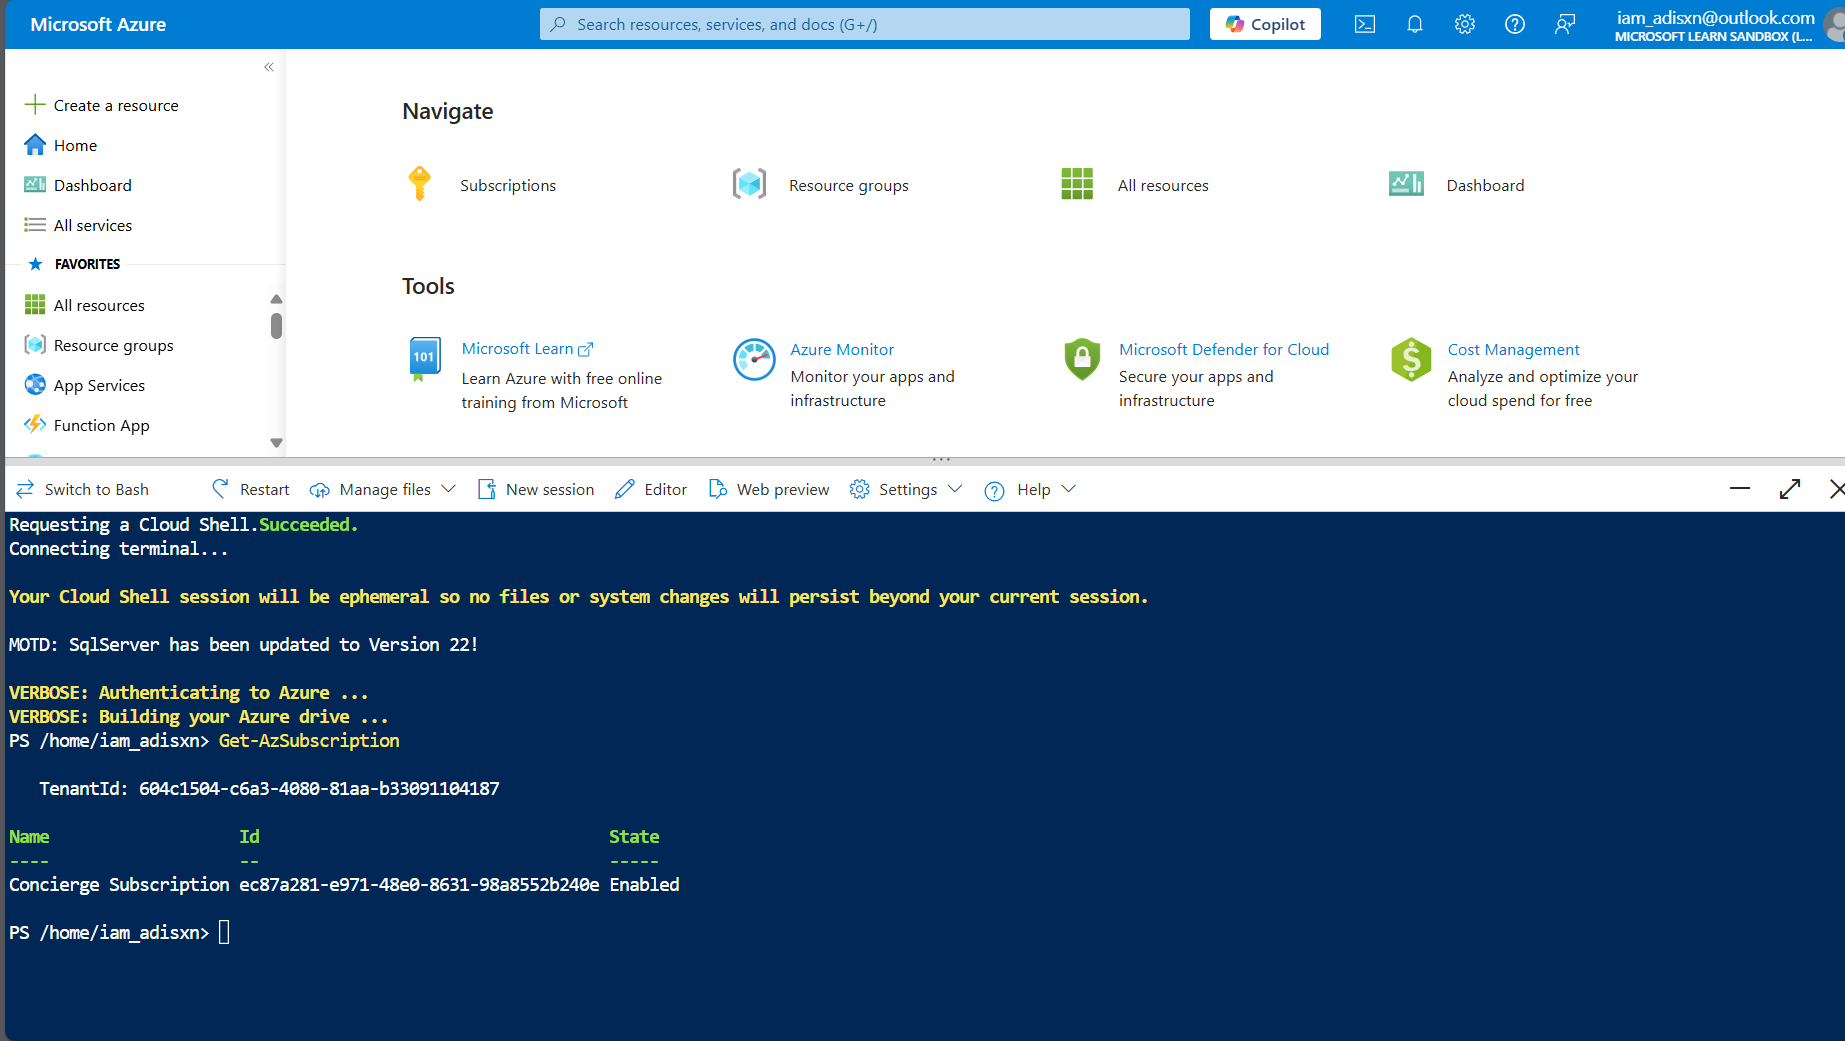 Microsoft Azure
Search resources, services, and docs (G+/)
Copilot
iam_adisxn@outlook.com
MICROSOFT LEARN SANDBOX (L...
Create a resource
Home
Dashboard
All services
FAVORITES
All resources
Resource groups
App Services
Function App
Navigate
Subscriptions
Resource groups
All resources
Dashboard
Tools
101
Microsoft Learn
Learn Azure with free online
training from Microsoft
Azure Monitor
Monitor your apps and
infrastructure
Microsoft Defender for Cloud
Secure your apps and
infrastructure
Cost Management
Analyze and optimize your
cloud spend for free
Switch to Bash Restart Manage files New session Editor Web preview Settings Help
Requesting a Cloud Shell.Succeeded.
Connecting terminal...
Your Cloud Shell session will be ephemeral so no files or system changes will persist beyond your current session.
MOTD: SqlServer has been updated to Version 22!
VERBOSE: Authenticating to Azure ...
VERBOSE: Building your Azure drive ...
PS /home/iam_adisxn> Get-AzSubscription
TenantId: 604c1504-c6a3-4080-81aa-b33091104187
Name Id State
---- -- -----
Concierge Subscription ec87a281-e971-48e0-8631-98a8552b240e Enabled
PS /home/iam_adisxn>